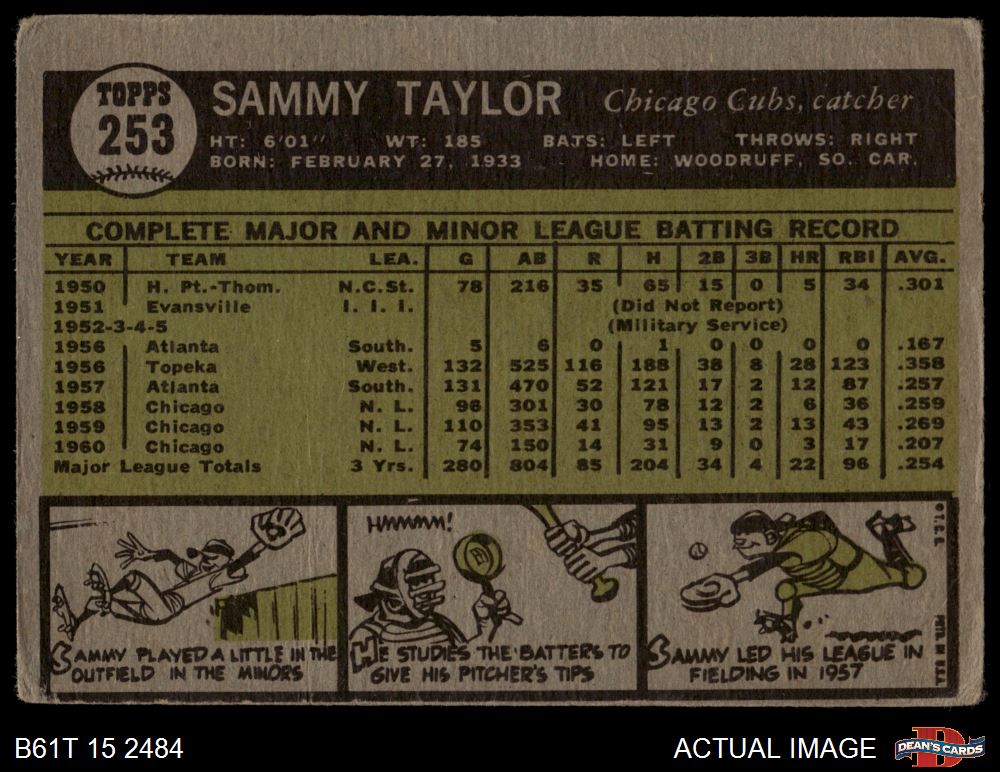 TOPPS
253
SAMMY TAYLOR Chicago Cubs, catcher
HT: 6'01" WT: 185 BATS: LEFT THROWS: RIGHT
BORN: FEBRUARY 27, 1933 HOME: WOODRUFF, SO. CAR.
COMPLETE MAJOR AND MINOR LEAGUE BATTING RECORD
YEAR TEAM LEA. G AB R H 2B 3B HR RBI AVG.
1950 H. Pt.-Thom. N.C.St. 78 216 35 65 15 0 5 34 .301
1951 Evansville I. I. I. (Did Not Report)
1952-3-4-5 (Military Service)
1956 Atlanta South. 5 6 0 1 0 0 0 0 .167
1956 Topeka West. 132 525 116 188 38 8 28 123 .358
1957 Atlanta South. 131 470 52 121 17 2 12 87 .257
1958 Chicago N. L. 96 301 30 78 12 2 6 36 .259
1959 Chicago N. L. 110 353 41 95 13 2 13 43 .269
1960 Chicago N. L. 74 150 14 31 9 0 3 17 .207
Major League Totals 3 Yrs. 280 804 85 204 34 4 22 96 .254
SAMMY PLAYED A LITTLE IN THE
OUTFIELD IN THE MINORS
HMMMM!
HE STUDIES THE BATTERS TO
GIVE HIS PITCHER'S TIPS
SAMMY LED HIS LEAGUE IN
FIELDING IN 1957
© T. C. G. PTD. IN U.S.A.
B61T 15 2484
ACTUAL IMAGE
D
DEAN'S CARDS